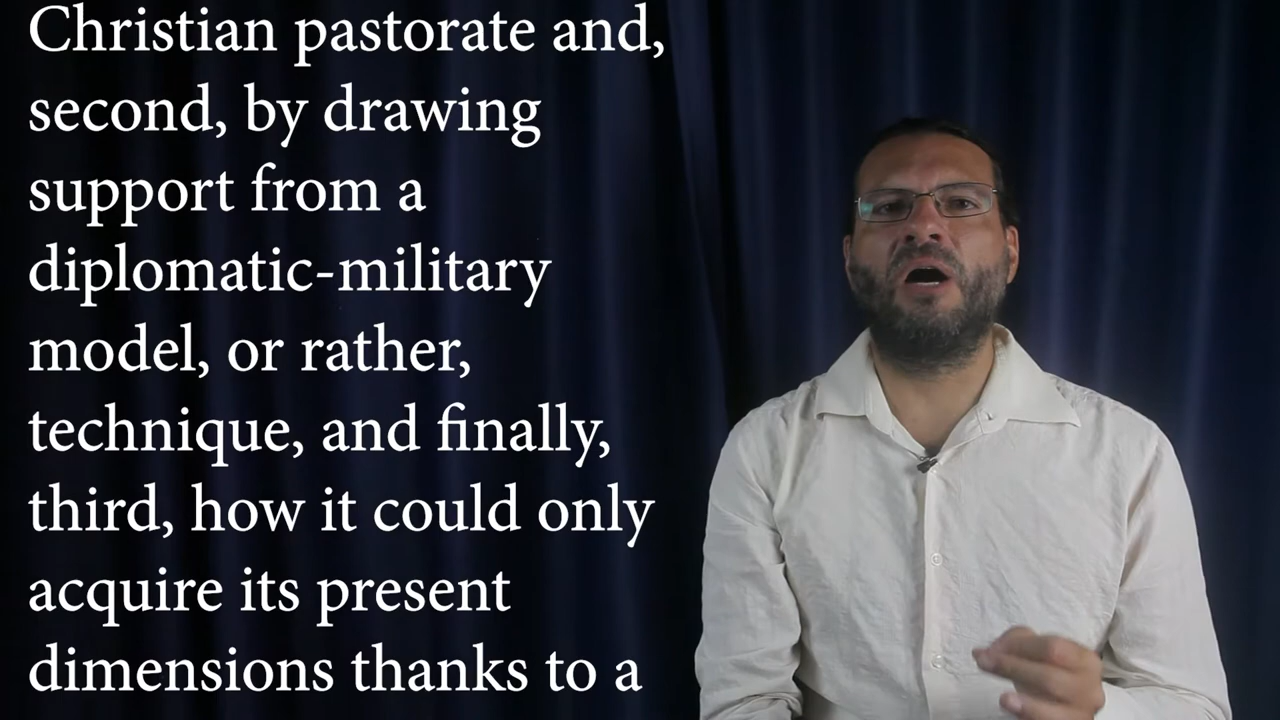 Christian pastorate and,
second, by drawing
support from a
diplomatic-military
model, or rather,
technique, and finally,
third, how it could only
acquire its present
dimensions thanks to a